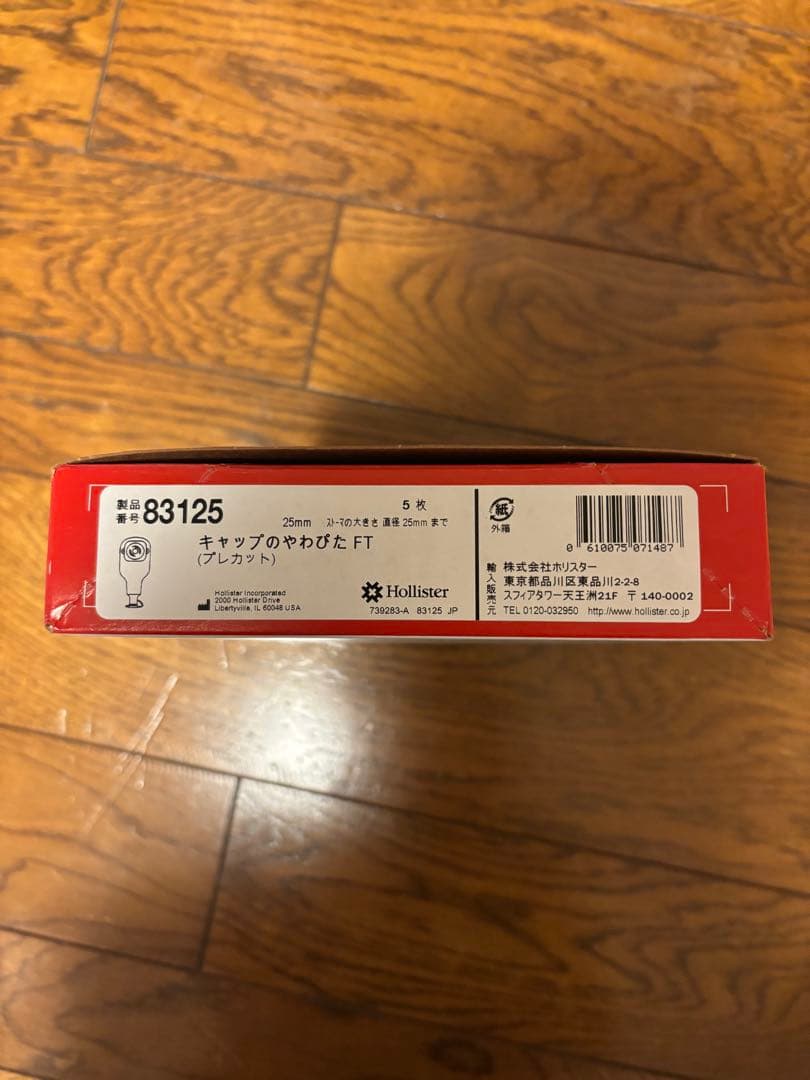 製品番号 83125
5 枚
25mm ストーマの大きさ 直径 25mm まで
キャップのやわぴた FT
(プレカット)
Hollister Incorporated
2000 Hollister Drive
Libertyville, IL 60048 USA
Hollister
739283-A 83125 JP
紙
外箱
0 610075 071487
輸入販売元
株式会社ホリスター
東京都品川区東品川2-2-8
スフィアタワー天王洲21F 〒140-0002
TEL 0120-032950 http://www.hollister.co.jp